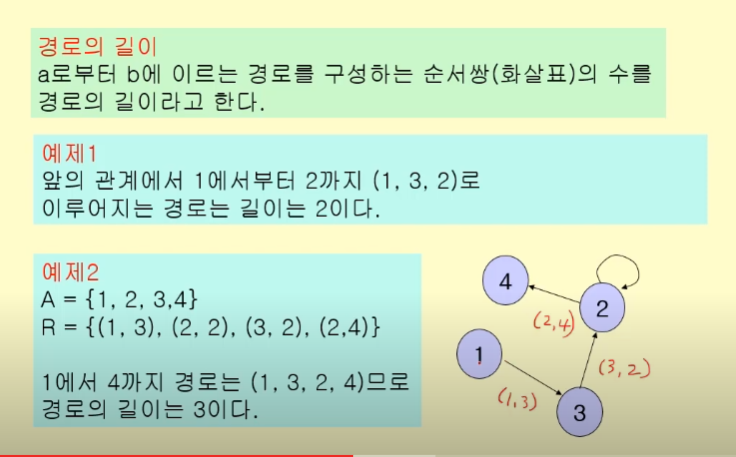 경로의 길이
a로부터 b에 이르는 경로를 구성하는 순서쌍(화살표)의 수를
경로의 길이라고 한다.
예제1
앞의 관계에서 1에서부터 2까지 (1, 3, 2)로
이루어지는 경로는 길이는 2이다.
예제2
A = {1, 2, 3,4}
R = {(1, 3), (2, 2), (3, 2), (2,4)}
1에서 4까지 경로는 (1, 3, 2, 4)므로
경로의 길이는 3이다.
4
2
(2,4)
1
(3,2)
(1,3)
3